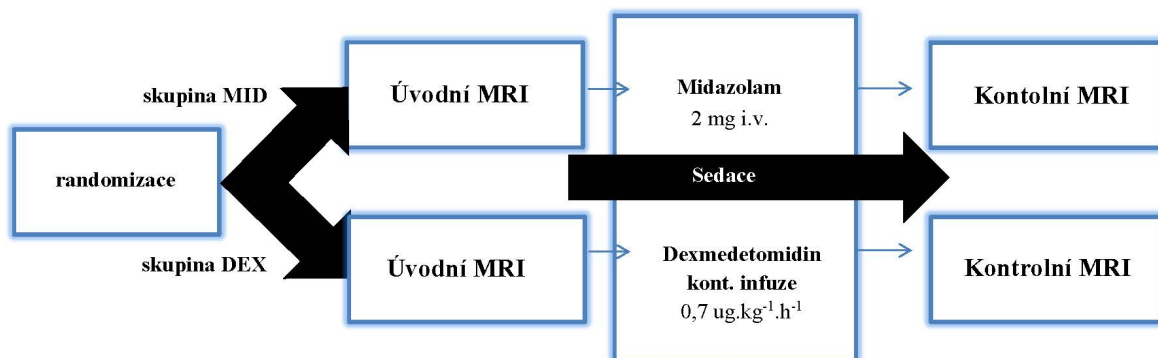 skupina MID
Úvodní MRI
Midazolam
2 mg i.v.
Kontolní MRI
randomizace
Sedace
skupina DEX
Úvodní MRI
Dexmedetomidin
kont. infuze
0,7 ug.kg⁻¹.h⁻¹
Kontrolní MRI